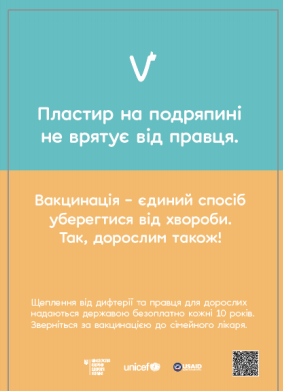 Пластир на подряпині
не врятує від правця.
Вакцинація – єдиний спосіб
уберегтися від хвороби.
Так, дорослим також!
Щеплення від дифтерії та правця для дорослих
надаються державою безоплатно кожні 10 років.
Зверніться за вакцинацією до сімейного лікаря.
unicef
USAID